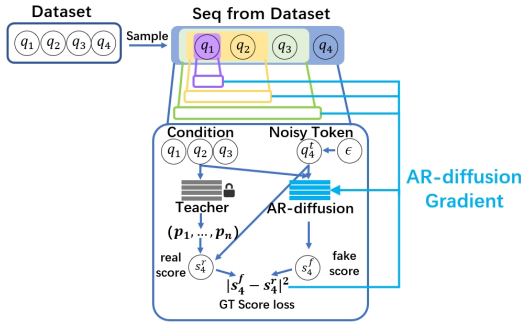 Dataset
q₁ q₂ q₃ q₄
Sample
Seq from Dataset
q₁ q₂ q₃ q₄
Condition
q₁ q₂ q₃
Noisy Token
q₄ᵗ ϵ
Teacher
AR-diffusion
(p₁, ..., pₙ)
real
score
s₄ʳ
s₄ᶠ
fake
score
|s₄ᶠ − s₄ʳ|²
GT Score loss
AR-diffusion
Gradient